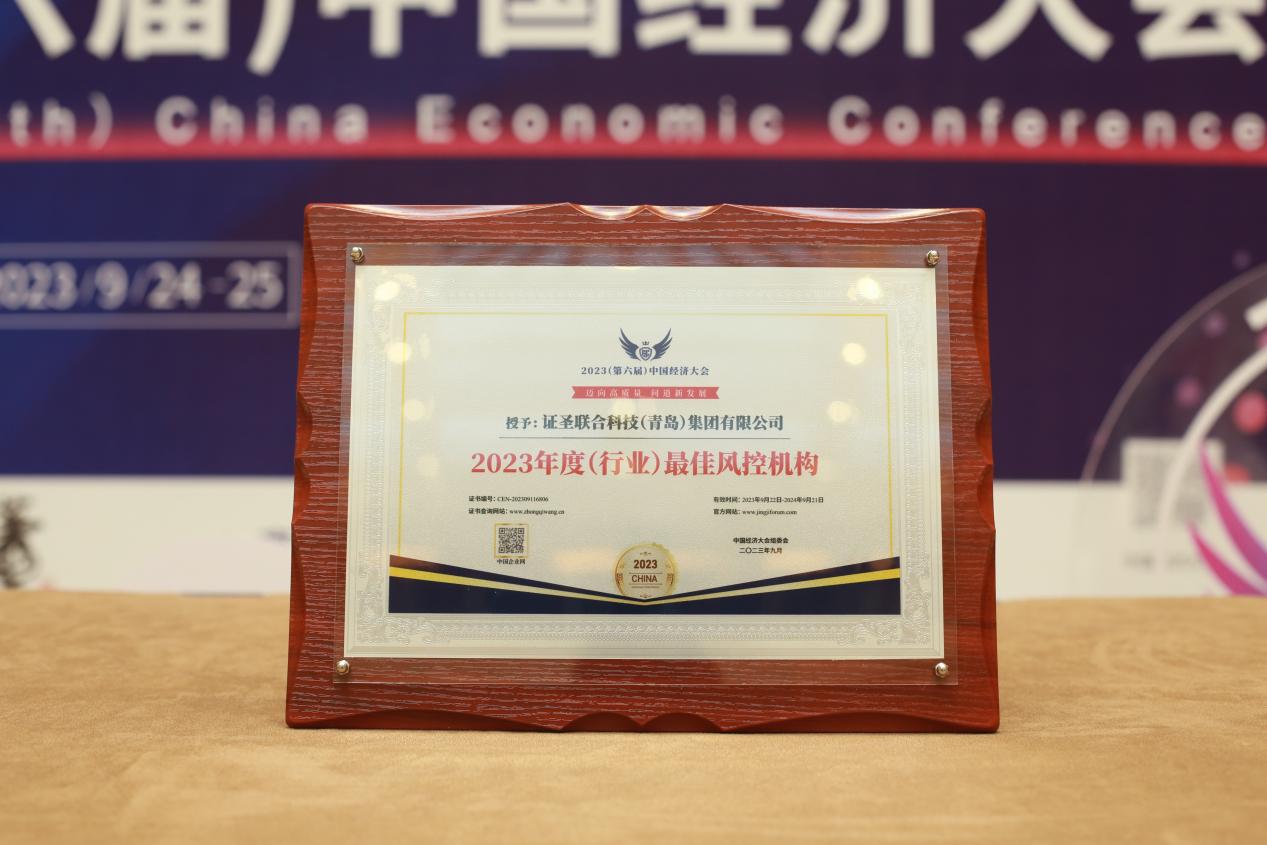 届)中国经济大会
th) China Economic Conference
2023/9/24-25
2023(第六届)中国经济大会
迈向高质量 问道新发展
授予:证圣联合科技(青岛)集团有限公司
2023年度(行业)最佳风控机构
证书编号:CEN-202309116806
有效时间:2023年9月22日-2024年9月21日
证书查询网站:www.zhongqiwang.cn
官方网站:www.jingjiforum.com
中国企业网
中国经济大会组委会
二〇二三年九月
2023
CHINA